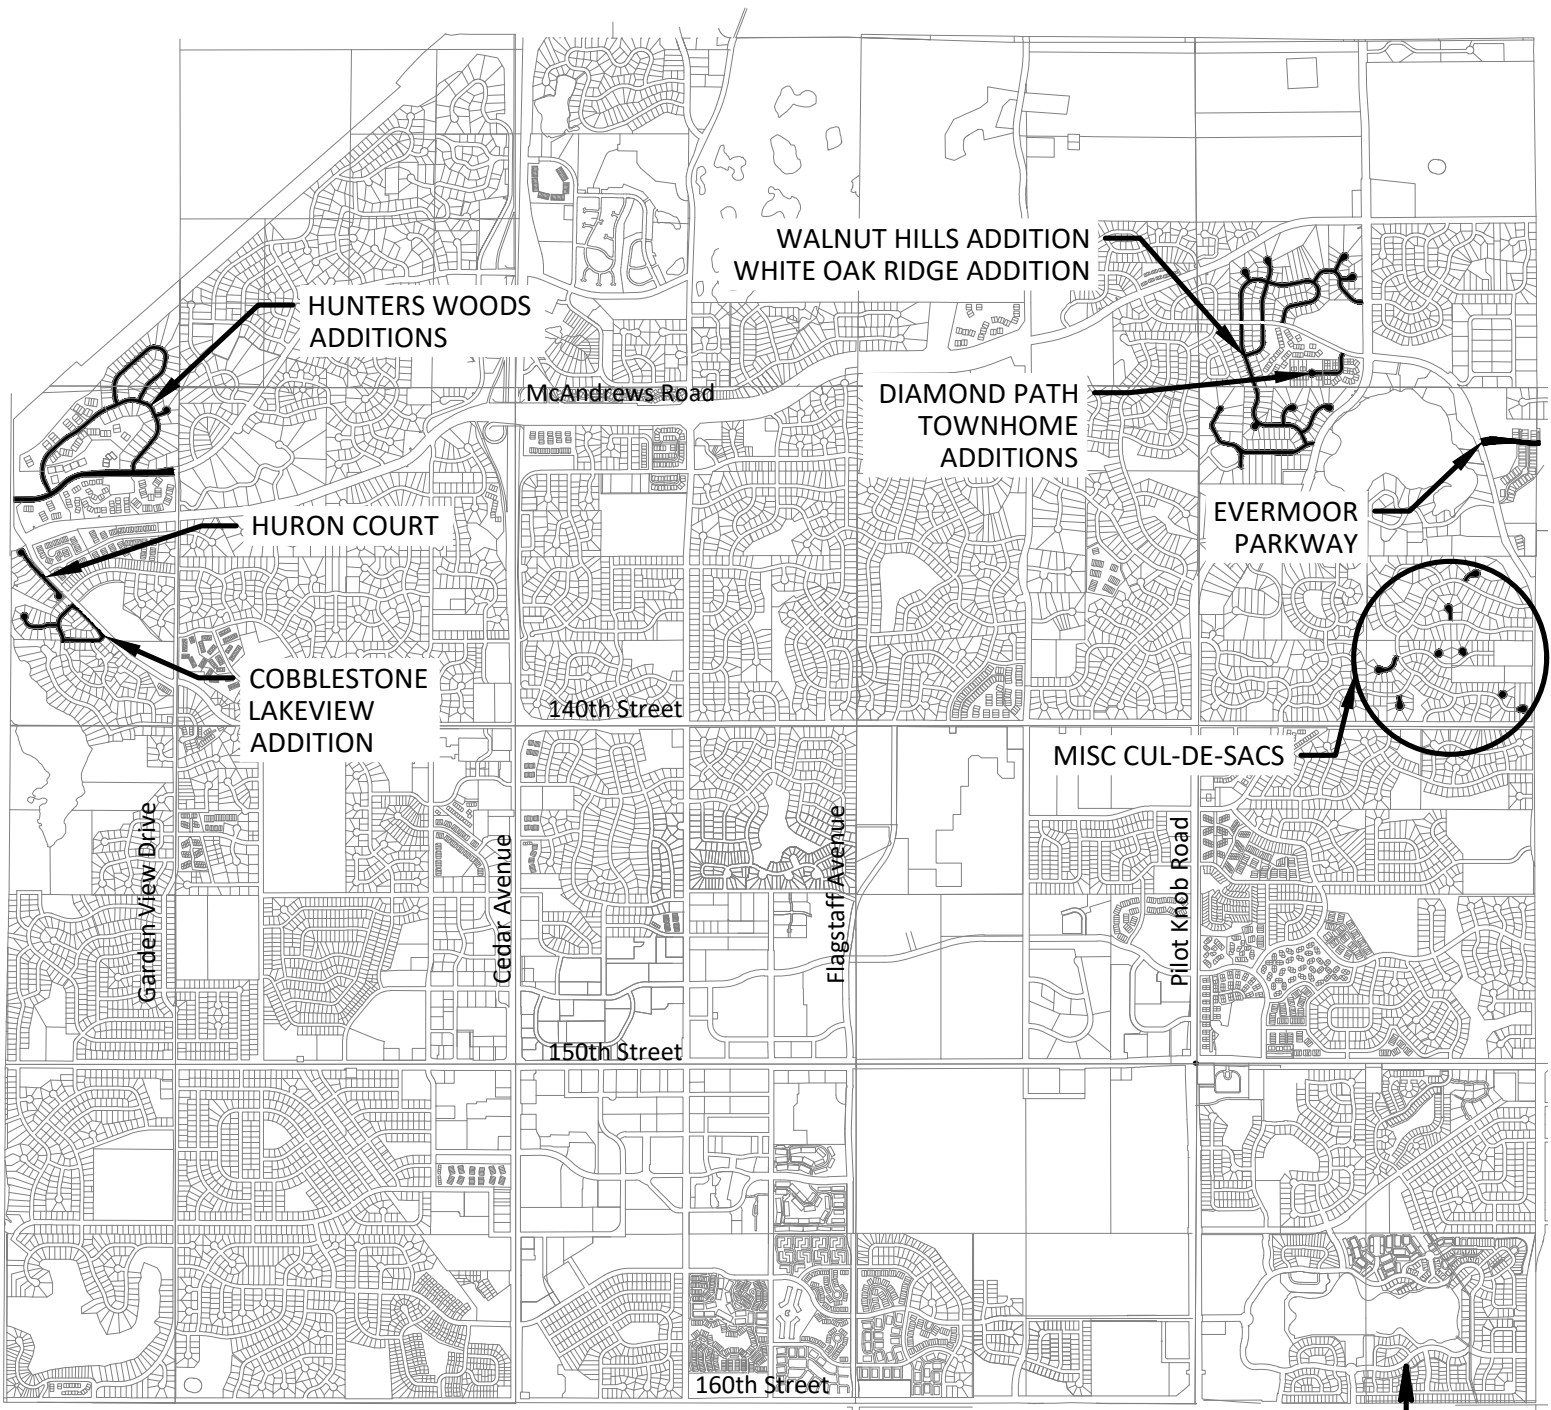 WALNUT HILLS ADDITION
WHITE OAK RIDGE ADDITION
HUNTERS WOODS
ADDITIONS
McAndrews Road
DIAMOND PATH
TOWNHOME
ADDITIONS
EVERMOOR
PARKWAY
HURON COURT
COBBLESTONE
LAKEVIEW
ADDITION
140th Street
MISC CUL-DE-SACS
Garden View Drive
Cedar Avenue
Flagstaff Avenue
Pilot Knob Road
150th Street
160th Street